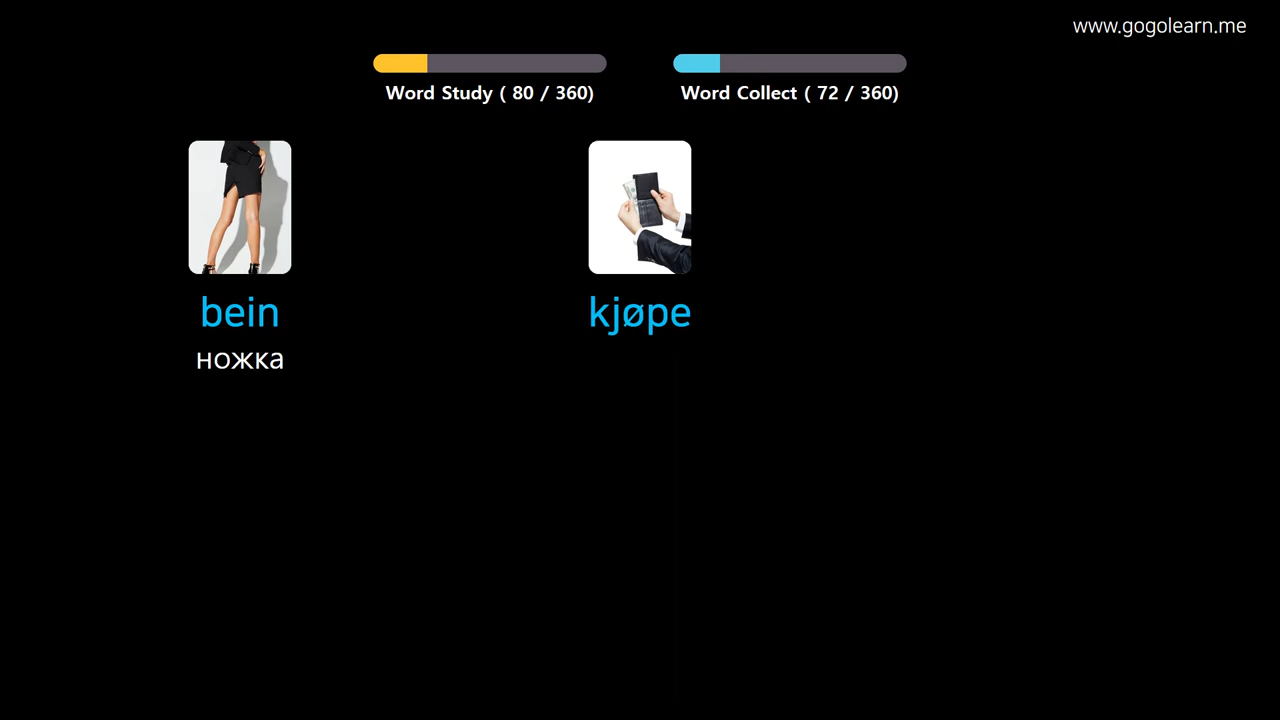 www.gogolearn.me
Word Study ( 80 / 360)
Word Collect ( 72 / 360)
bein
kjøpe
ножка